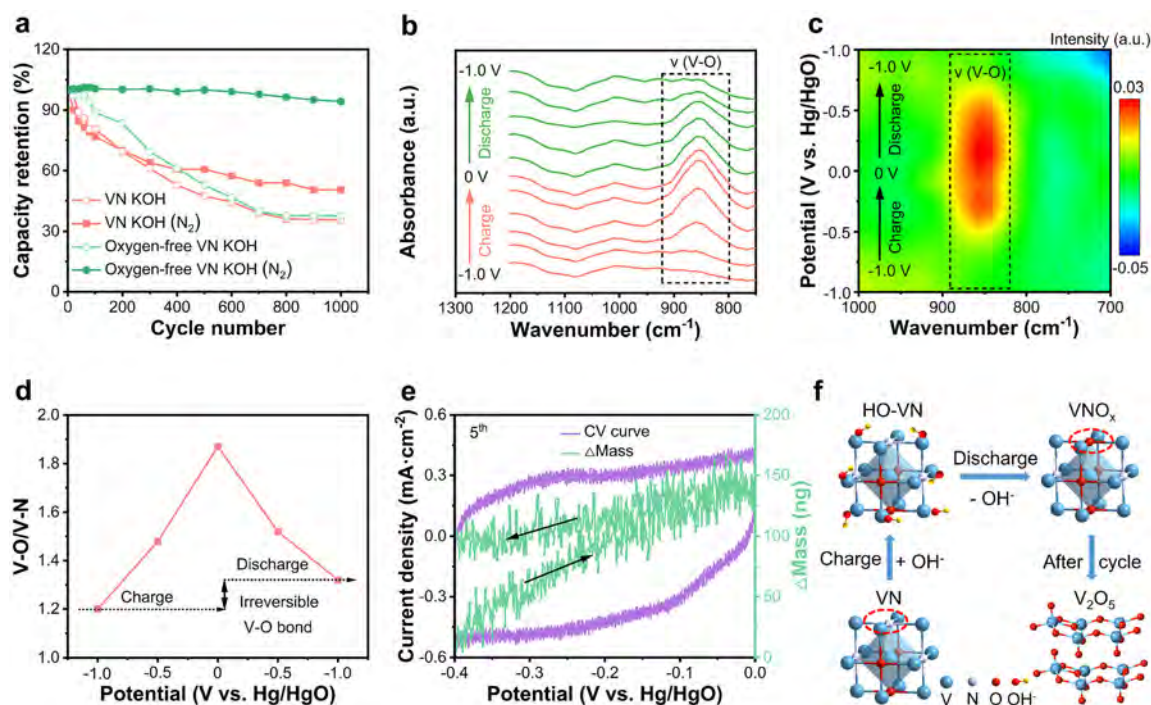 a
120
90
60
30
0
Capacity retention (%)
VN KOH
VN KOH (N₂)
Oxygen-free VN KOH
Oxygen-free VN KOH (N₂)
0 200 400 600 800 1000
Cycle number
b
Absorbance (a.u.)
-1.0 V
Discharge
0 V
Charge
-1.0 V
ν (V-O)
1300 1200 1100 1000 900 800
Wavenumber (cm⁻¹)
c
Intensity (a.u.)
Potential (V vs. Hg/HgO)
-1.0
-0.5
0.0
-0.5
-1.0
-1.0 V
Discharge
0 V
Charge
-1.0 V
ν (V-O)
0.03
-0.05
1000 900 800 700
Wavenumber (cm⁻¹)
d
V-O/V-N
2.0
1.8
1.6
1.4
1.2
1.0
Discharge
Charge
Irreversible
V-O bond
-1.0 -0.5 0 -0.5 -1.0
Potential (V vs. Hg/HgO)
e
Current density (mA·cm⁻²)
0.6
0.3
0.0
-0.3
-0.6
5th
CV curve
△Mass
200
150
100
50
0
△Mass (ng)
-0.4 -0.3 -0.2 -0.1 0.0
Potential (V vs. Hg/HgO)
f
HO-VN
VNOₓ
Discharge
- OH⁻
Charge
+ OH⁻
After
cycle
VN
V₂O₅
V N O OH⁻